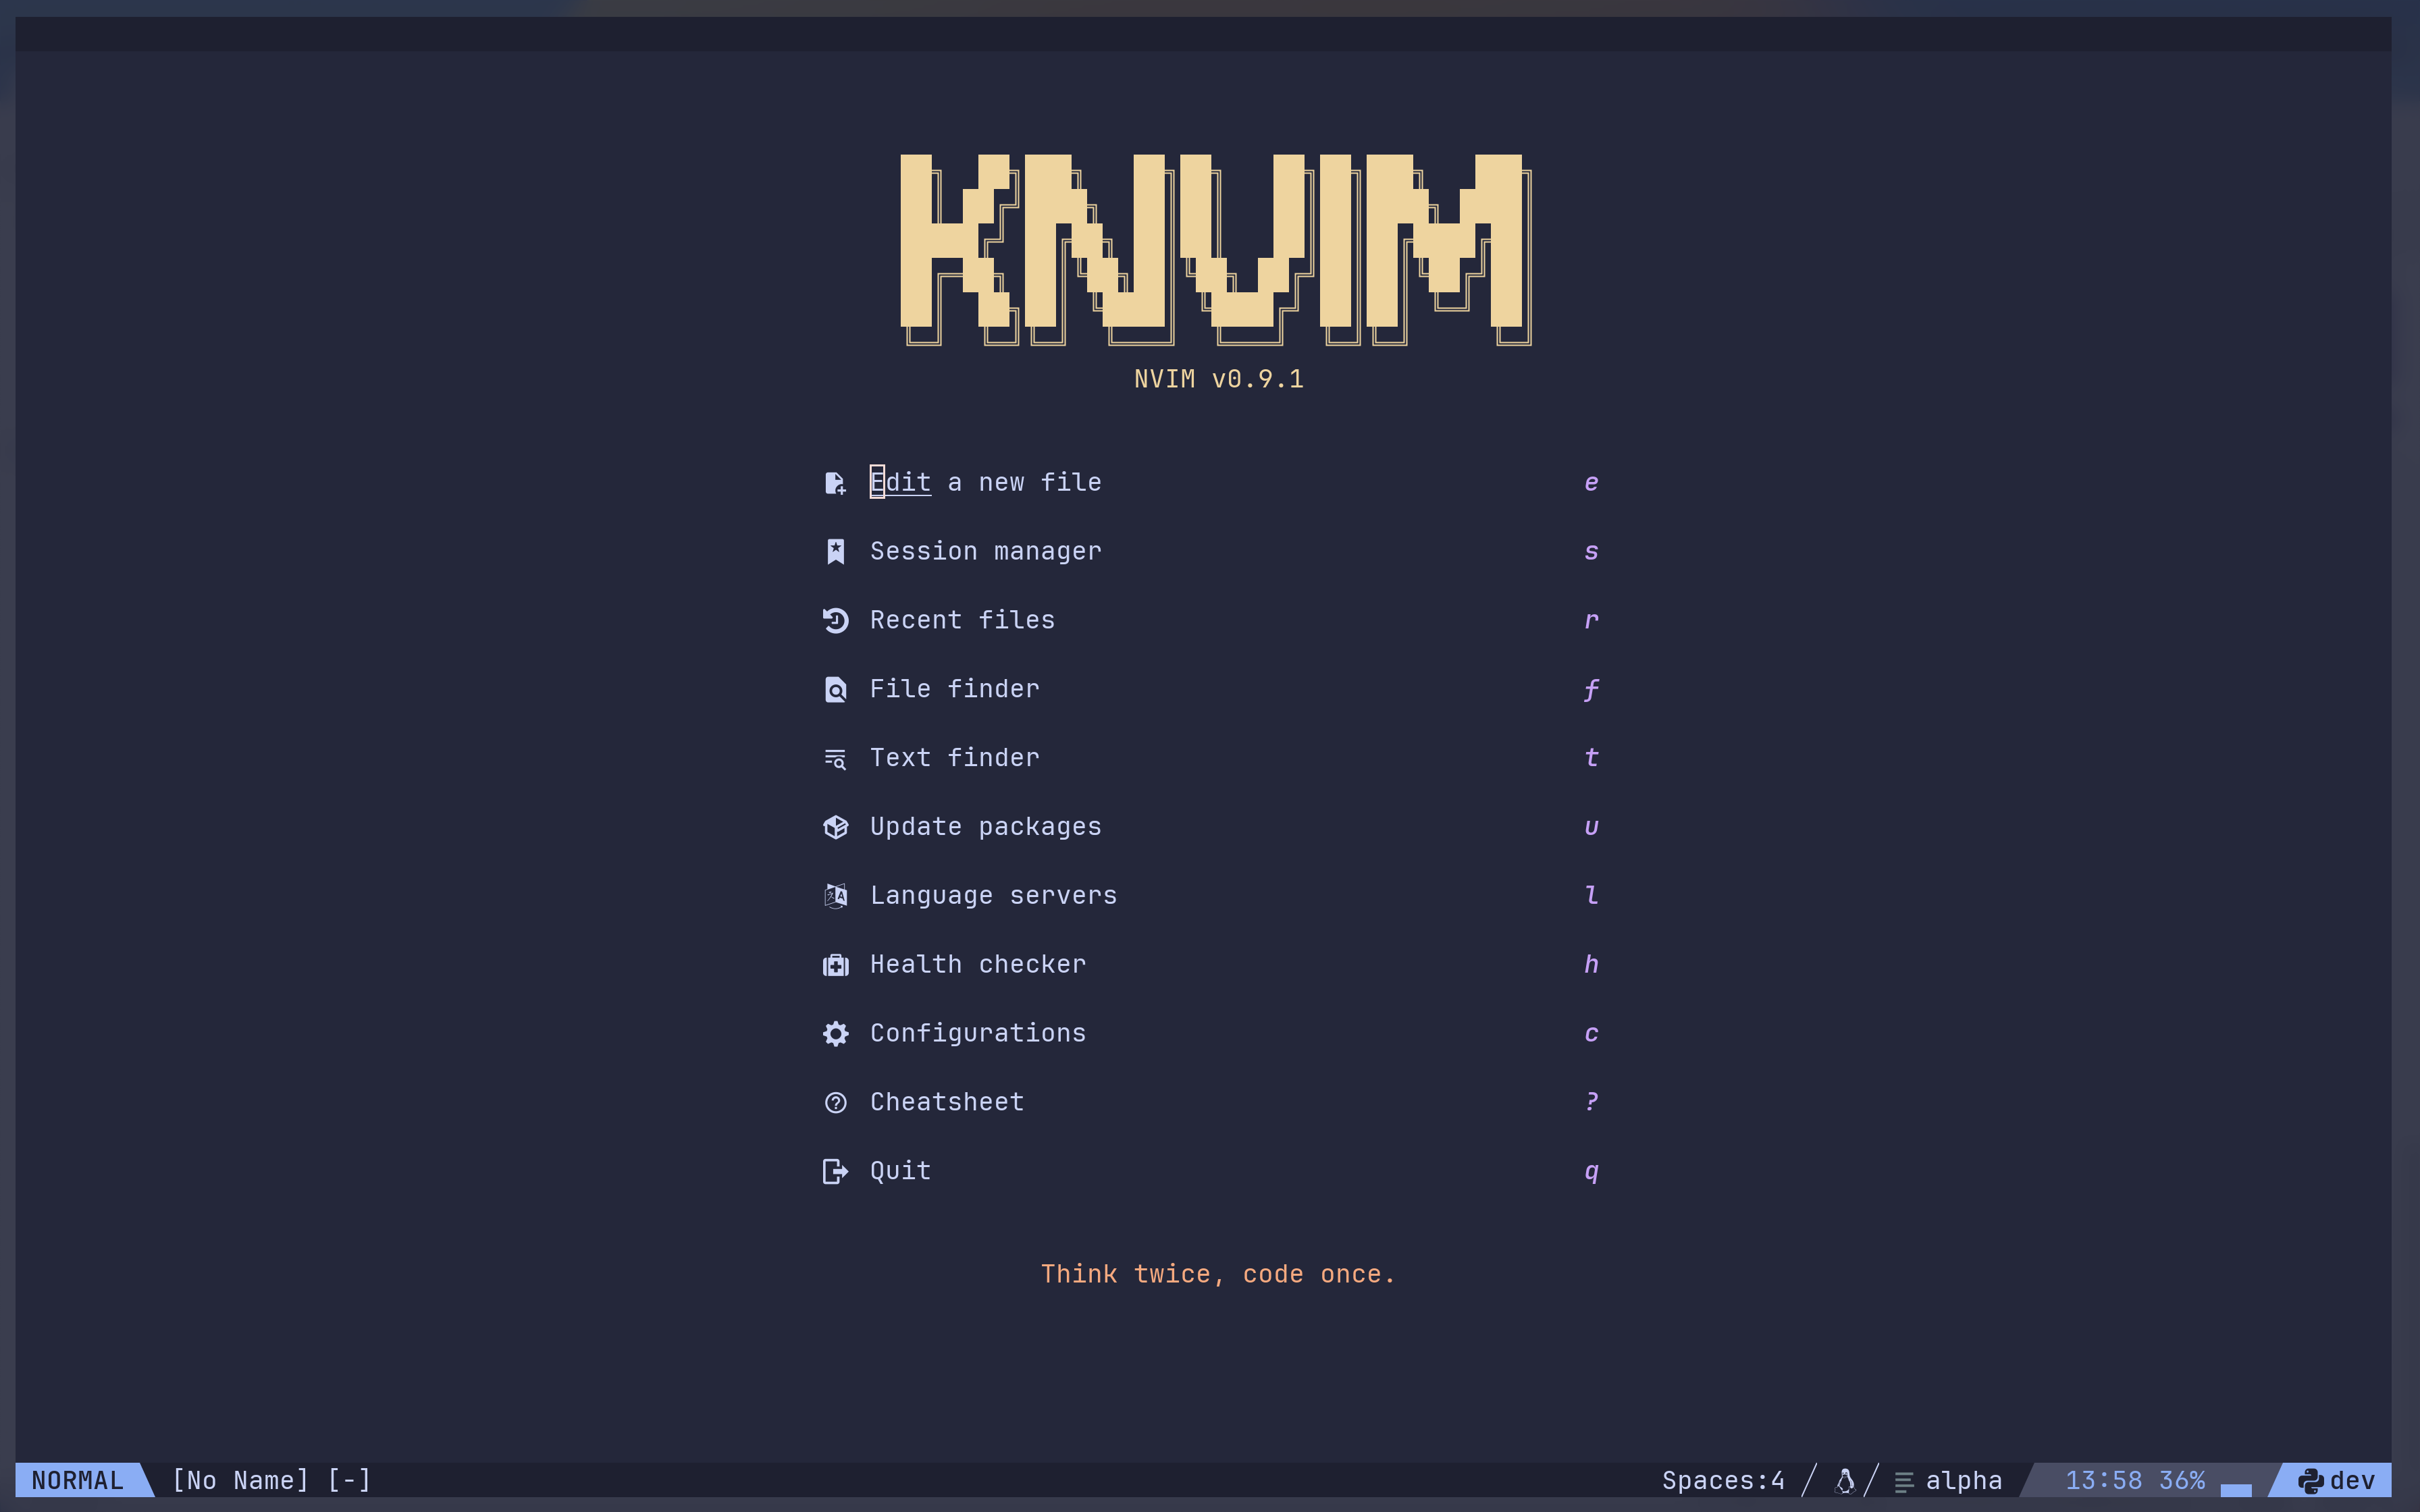 KNVIM
NVIM v0.9.1
Edit a new file e
Session manager s
Recent files r
File finder f
Text finder t
Update packages u
Language servers l
Health checker h
Configurations c
Cheatsheet ?
Quit q
Think twice, code once.
NORMAL [No Name] [-] Spaces:4 alpha 13:58 36% dev